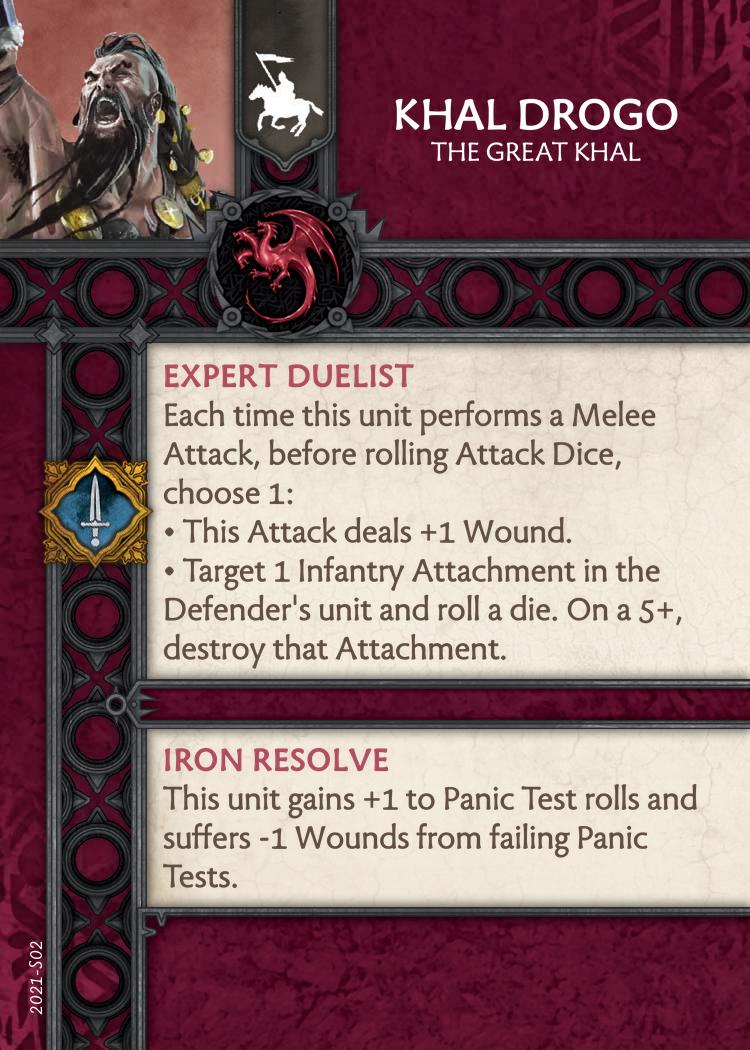 KHAL DROGO
THE GREAT KHAL
EXPERT DUELIST
Each time this unit performs a Melee
Attack, before rolling Attack Dice,
choose 1:
• This Attack deals +1 Wound.
• Target 1 Infantry Attachment in the
Defender's unit and roll a die. On a 5+,
destroy that Attachment.
IRON RESOLVE
This unit gains +1 to Panic Test rolls and
suffers -1 Wounds from failing Panic
Tests.
2021-S02